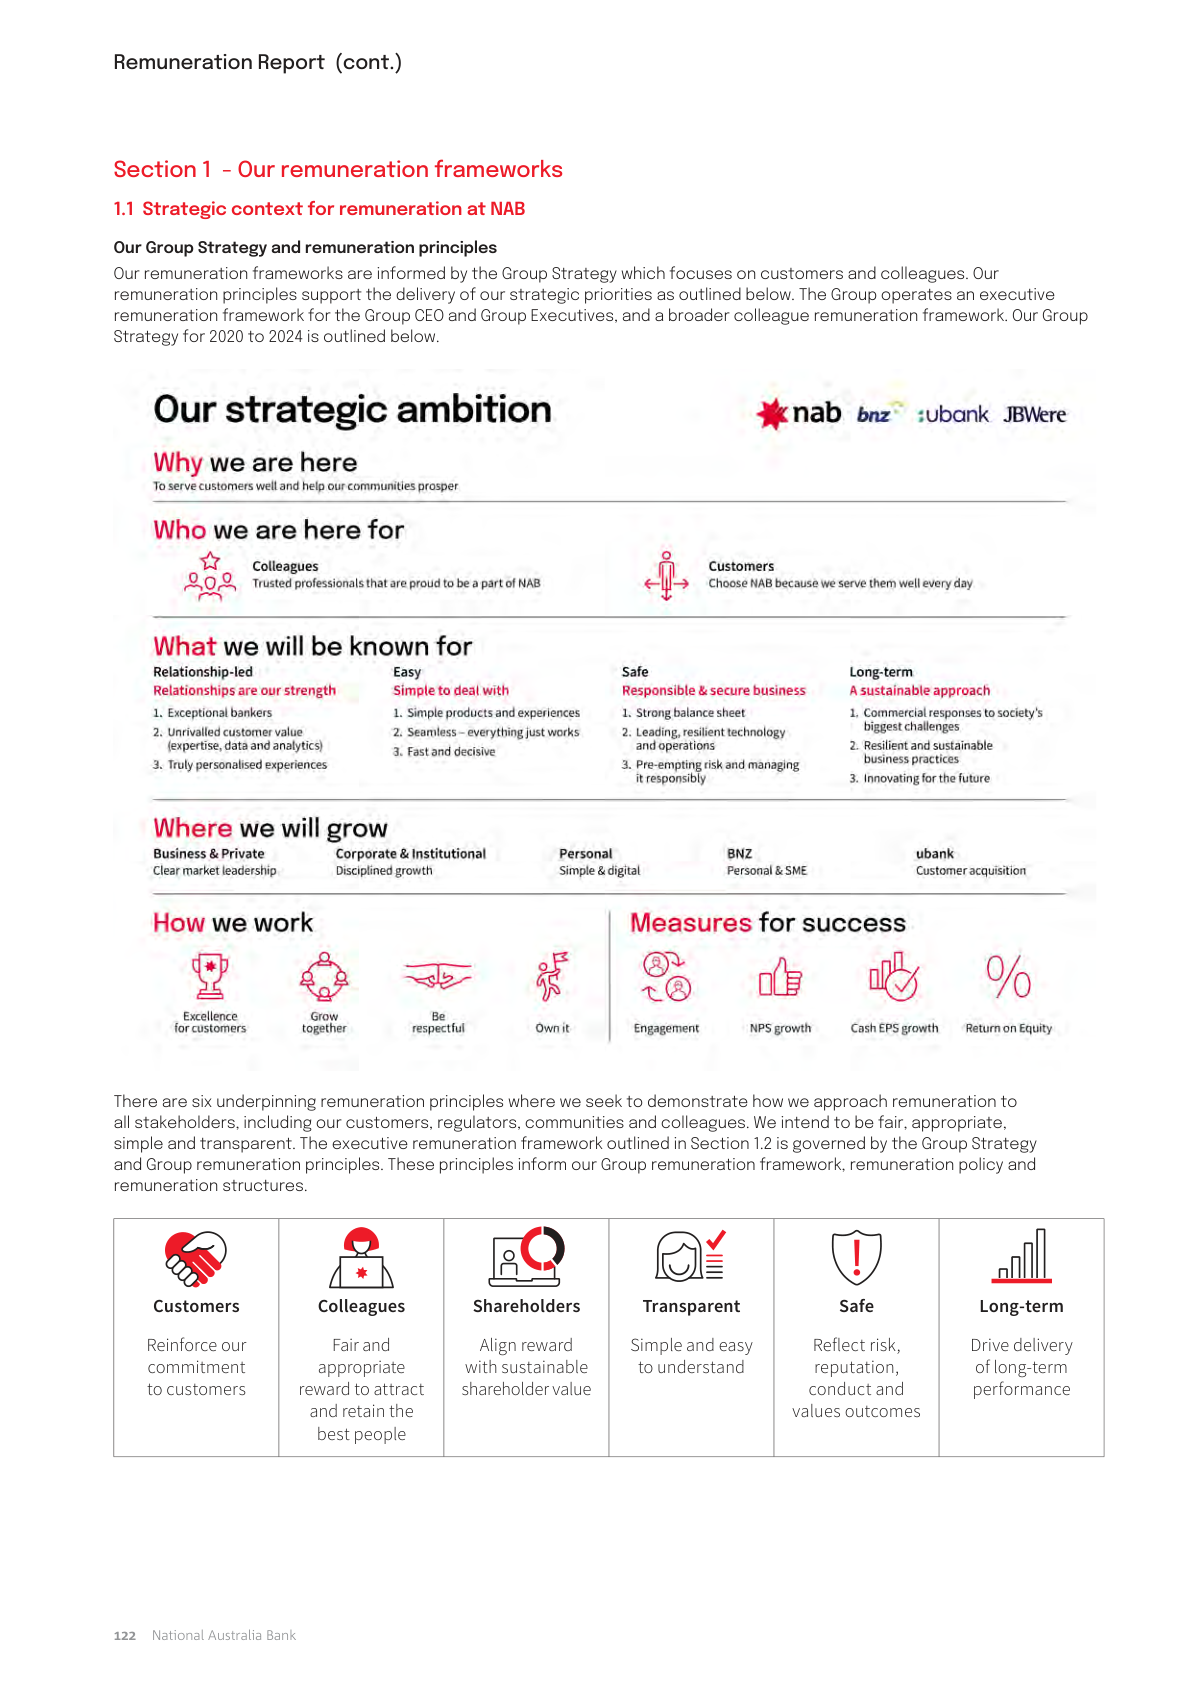 Remuneration Report (cont.)
Section 1 - Our remuneration frameworks
1.1 Strategic context for remuneration at NAB
Our Group Strategy and remuneration principles
Our remuneration frameworks are informed by the Group Strategy which focuses on customers and colleagues. Our
remuneration principles support the delivery of our strategic priorities as outlined below. The Group operates an executive
remuneration framework for the Group CEO and Group Executives, and a broader colleague remuneration framework. Our Group
Strategy for 2020 to 2024 is outlined below.
Our strategic ambition
nab bnz :ubank JBWere
Why we are here
To serve customers well and help our communities prosper
Who we are here for
Colleagues
Trusted professionals that are proud to be a part of NAB
Customers
Choose NAB because we serve them well every day
What we will be known for
Relationship-led
Relationships are our strength
1. Exceptional bankers
2. Unrivalled customer value
(expertise, data and analytics)
3. Truly personalised experiences
Easy
Simple to deal with
1. Simple products and experiences
2. Seamless – everything just works
3. Fast and decisive
Safe
Responsible & secure business
1. Strong balance sheet
2. Leading, resilient technology
and operations
3. Pre-empting risk and managing
it responsibly
Long-term
A sustainable approach
1. Commercial responses to society's
biggest challenges
2. Resilient and sustainable
business practices
3. Innovating for the future
Where we will grow
Business & Private
Clear market leadership
Corporate & Institutional
Disciplined growth
Personal
Simple & digital
BNZ
Personal & SME
ubank
Customer acquisition
How we work
Excellence
for customers
Grow
together
Be
respectful
Own it
Measures for success
Engagement
NPS growth
Cash EPS growth
Return on Equity
There are six underpinning remuneration principles where we seek to demonstrate how we approach remuneration to
all stakeholders, including our customers, regulators, communities and colleagues. We intend to be fair, appropriate,
simple and transparent. The executive remuneration framework outlined in Section 1.2 is governed by the Group Strategy
and Group remuneration principles. These principles inform our Group remuneration framework, remuneration policy and
remuneration structures.
Customers
Reinforce our
commitment
to customers
Colleagues
Fair and
appropriate
reward to attract
and retain the
best people
Shareholders
Align reward
with sustainable
shareholder value
Transparent
Simple and easy
to understand
Safe
Reflect risk,
reputation,
conduct and
values outcomes
Long-term
Drive delivery
of long-term
performance
122 National Australia Bank